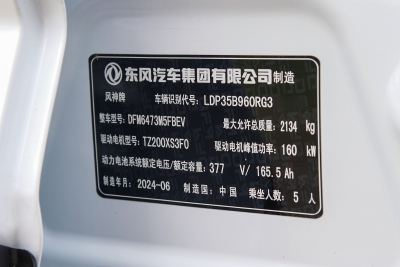 东风汽车集团有限公司 制造
风神牌 车辆识别代号: LDP35B960RG3
整车型号: DFM6473M5FBEV 最大允许总质量: 2134 kg
驱动电机型号: TZ200XS3F0 驱动电机峰值功率: 160 kW
动力电池系统额定电压/额定容量: 377 V/ 165.5 Ah
制造年月: 2024-06 制造国: 中国 乘坐人数: 5 人